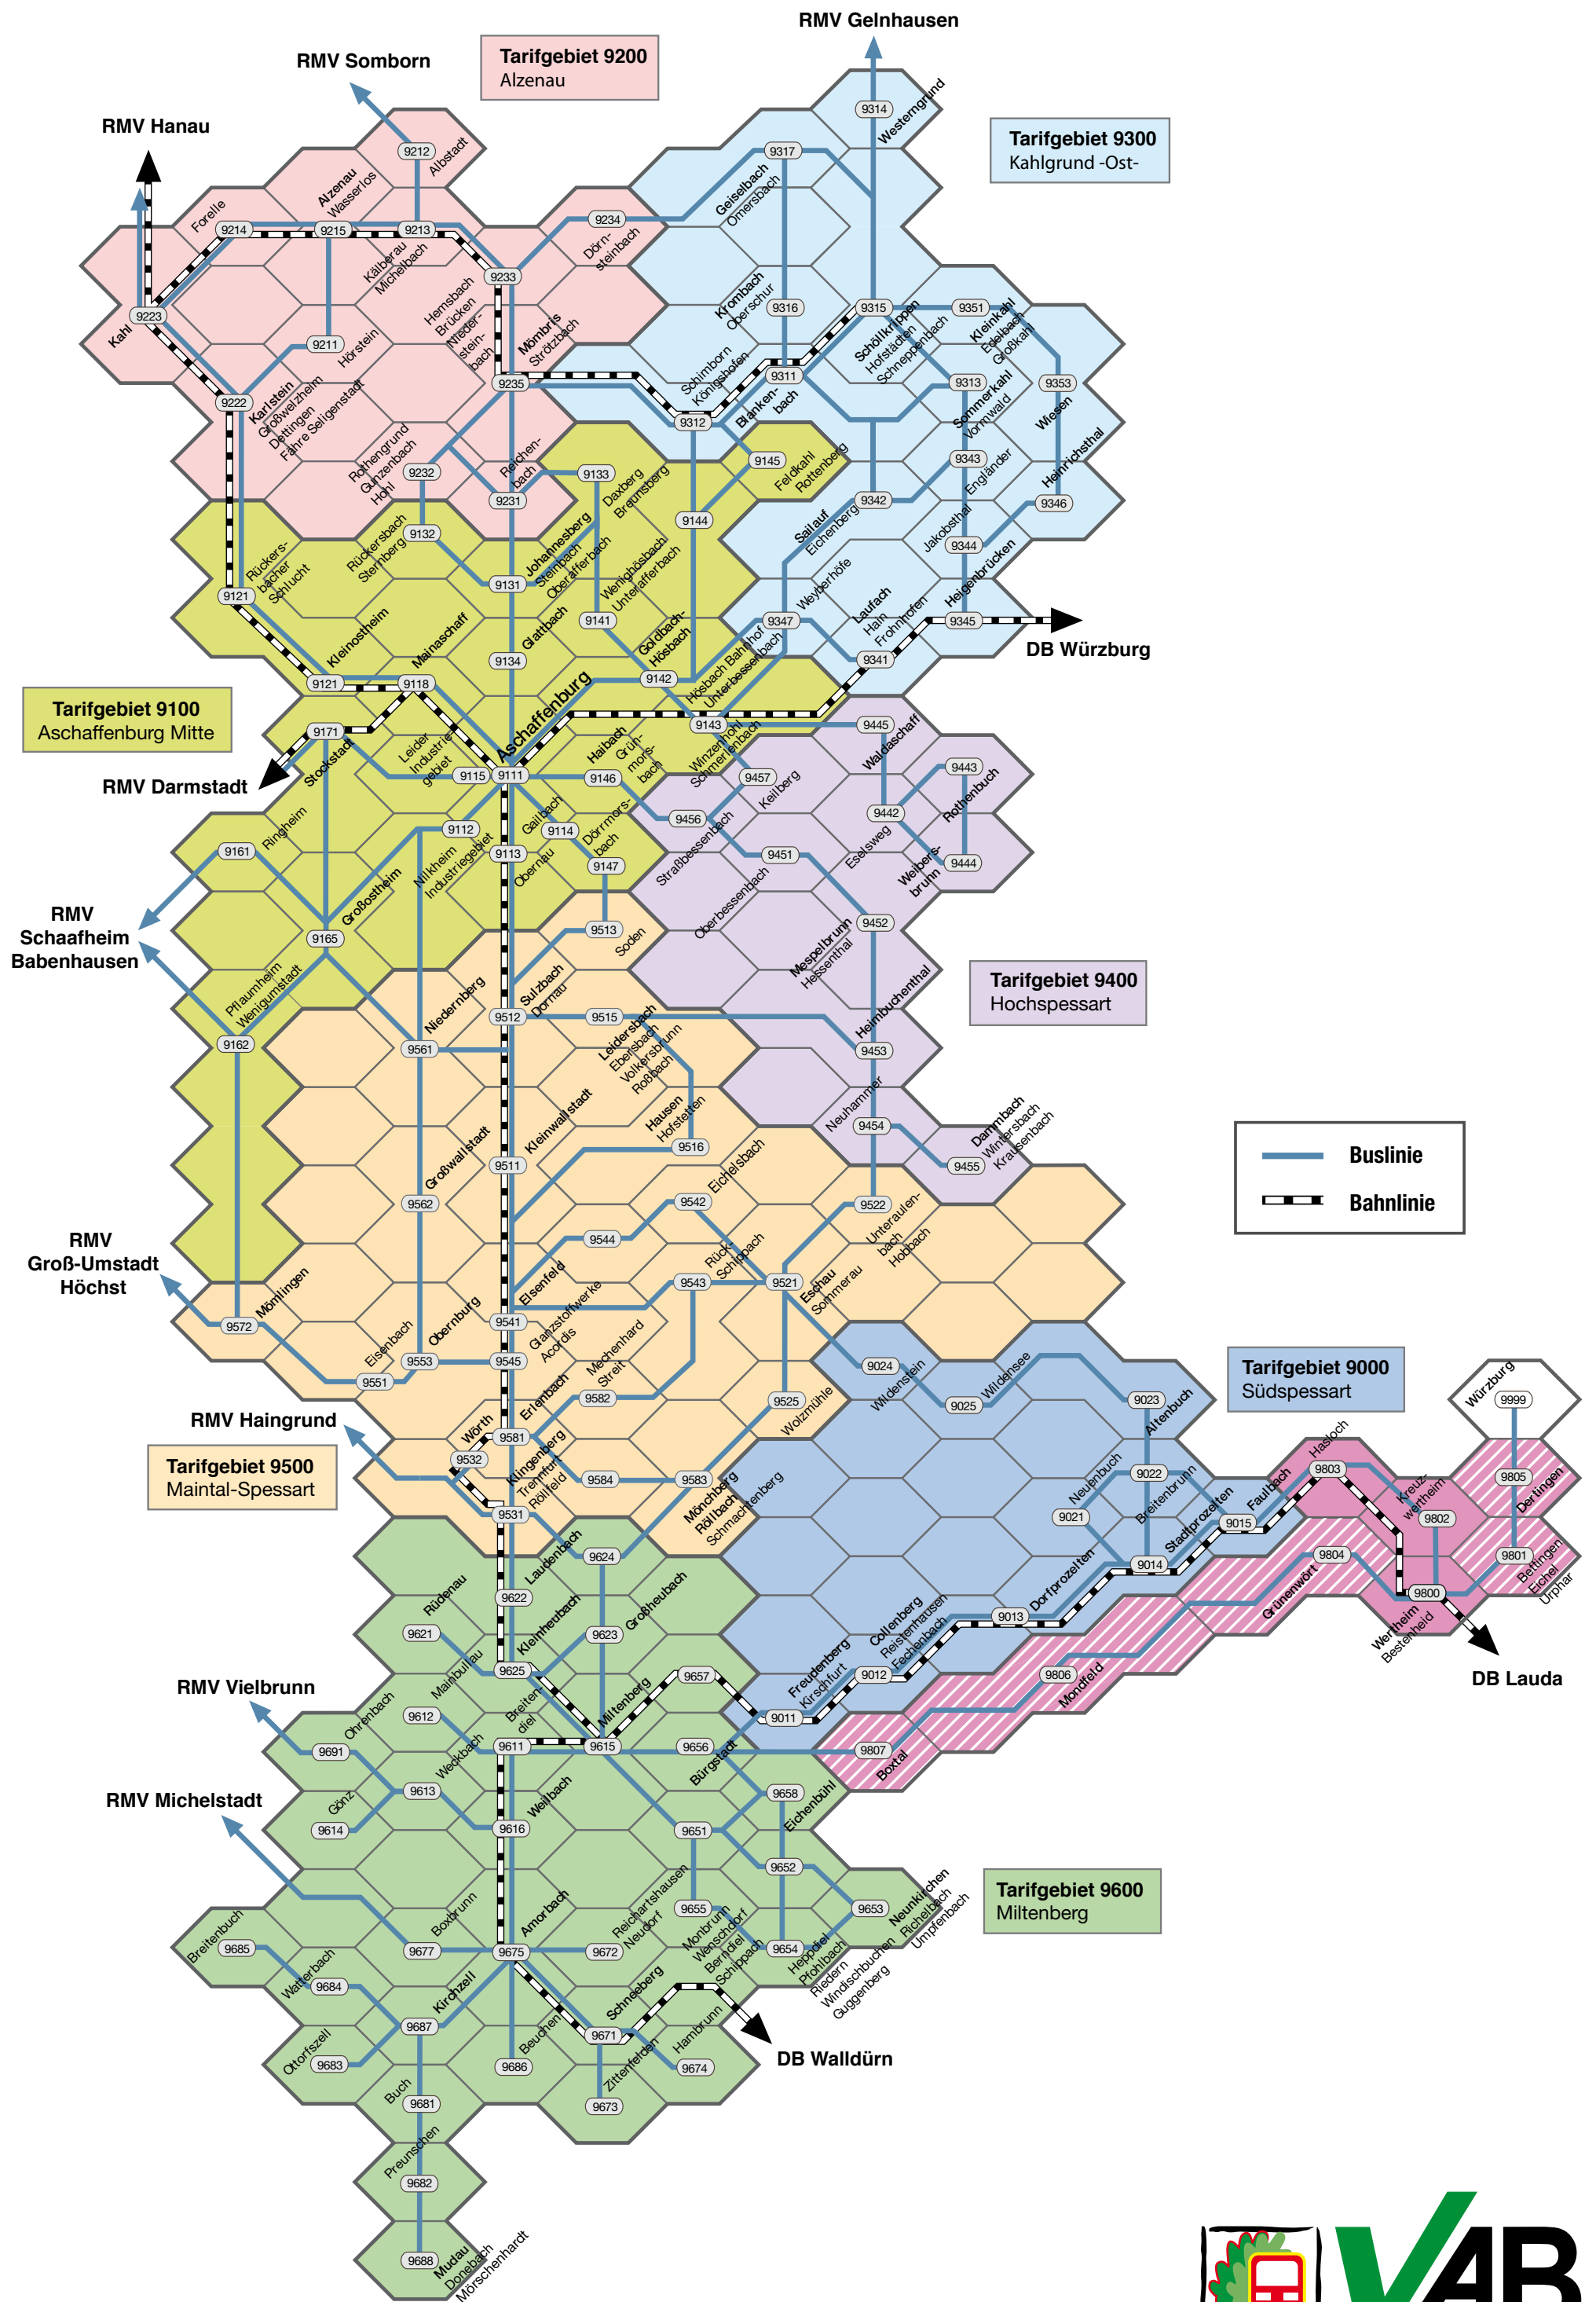 RMV Gelnhausen
Tarifgebiet 9200
Alzenau
RMV Somborn
RMV Hanau
Tarifgebiet 9300
Kahlgrund -Ost-
9314
Westerngrund
9212
Albstadt
9317
Geiselbach
Omersbach
Forelle
Alzenau
Wasserlos
9214
9215
9213
Kälberau
Michelbach
9234
Dörn-
steinbach
9233
9223
Kahl
Hemsbach
Brücken
Nieder-
stein-
bach
Mömbris
Strötzbach
Krombach
Oberschur
9316
9315
Schöllkrippen
Hofstädten
Schneppenbach
9351
Kleinkahl
Edelbach
Großkahl
9211
Hörstein
9235
Schimborn
Königshofen
9311
Blanken-
bach
9313
Sommerkahl
Vormwald
9353
Wiesen
9222
Karlstein
Großwelzheim
Dettingen
Fähre Seligenstadt
9312
9145
Feldkahl
Rottenberg
9343
Engländer
Heinrichsthal
9346
Rothengrund
Gunzenbach
Hohl
9232
Reichen-
bach
9231
9133
Daxberg
Breunsberg
9144
9342
Sailauf
Eichenberg
Jakobsthal
9344
Rückersbach
Sternberg
9132
9131
Johannesberg
Steinbach
Oberafferbach
Rückers-
bacher
Schlucht
9121
Wenighösbach
Unterafferbach
9141
9347
Weyberhöfe
Laufach
Hain
Frohnhofen
9341
Heigenbrücken
9345
DB Würzburg
Kleinostheim
9121
Mainaschaff
9118
9134
Glattbach
Goldbach-
Hösbach
9142
Hösbach Bahnhof
Unterbessenbach
9143
Tarifgebiet 9100
Aschaffenburg Mitte
9171
Stockstadt
RMV Darmstadt
Leider
Industrie-
gebiet
9115
9111
Aschaffenburg
Haibach
Grün-
mors-
bach
9146
Winzenhohl
Schmerlenbach
9457
Keilberg
9445
Waldaschaff
9443
Rothenbuch
9442
Eselsweg
9444
Weibers-
brunn
9161
Ringheim
9112
Nilkheim
Industriegebiet
9113
Obernau
Gailbach
9114
Dörrmors-
bach
9147
9456
Straßbessenbach
9451
Oberbessenbach
9452
Mespelbrunn
Hessenthal
RMV
Schaafheim
Babenhausen
Großostheim
9165
9513
Soden
Tarifgebiet 9400
Hochspessart
Pflaumheim
Wenigumstadt
9162
Niedernberg
9561
9512
Sulzbach
Dornau
9515
Leidersbach
Ebersbach
Volkersbrunn
Roßbach
Heimbuchenthal
9453
Neuhammer
9454
9455
Dammbach
Wintersbach
Krausenbach
Kleinwallstadt
9511
Hausen
Hofstetten
9516
Großwallstadt
9562
Eichelsbach
9542
9544
9522
Unteraulen-
bach
Hobbach
Buslinie
Bahnlinie
RMV
Groß-Umstadt
Höchst
9572
Mömlingen
Elsenfeld
9541
Glanzstoffwerke
Acordis
Rück-
Schippach
9543
9521
Eschau
Sommerau
Eisenbach
9551
9553
Obernburg
9545
Mechenhard
Streit
9582
9525
Wolzmühle
9024
Wildenstein
9025
Wildensee
9023
Altenbuch
Tarifgebiet 9000
Südspessart
Würzburg
9999
RMV Haingrund
Tarifgebiet 9500
Maintal-Spessart
Wörth
9532
9581
Erlenbach
Klingenberg
Trennfurt
Röllfeld
9531
9584
9583
Mönchberg
Röllbach
Schmachtenberg
9022
Neuenbuch
9021
Breitenbrunn
9014
Stadtprozelten
9015
Faulbach
Hasloch
9803
Kreuz-
wertheim
9802
9805
Dertingen
9801
Bettingen
Eichel
Urphar
9804
Grünenwört
9800
Wertheim
Bestenheid
DB Lauda
Laudenbach
9624
9622
Rüdenau
9621
Kleinheubach
9625
Großheubach
9623
9013
Dorfprozelten
Collenberg
Reistenhausen
Fechenbach
9012
Freudenberg
Kirschfurt
9011
9806
Mondfeld
9807
Boxtal
RMV Vielbrunn
Mainbullau
9612
Breiten-
diel
9611
Miltenberg
9615
9657
9656
Bürgstadt
Ohrenbach
9691
Weckbach
9613
Gönz
9614
Weilbach
9616
9658
Eichenbühl
9651
9652
9653
Neunkirchen
Richelbach
Umpfenbach
Tarifgebiet 9600
Miltenberg
RMV Michelstadt
Reichartshausen
Neudorf
9655
Monbrunn
Wenschdorf
Berndiel
Schippach
9654
Heppdiel
Pfohlbach
Riedern
Windischbuchen
Guggenberg
Breitenbuch
9685
Boxbrunn
9677
Amorbach
9675
9672
Watterbach
9684
Kirchzell
9687
Ottorfszell
9683
Beuchen
9686
Schneeberg
9671
Zittenfelden
9673
Hambrunn
9674
DB Walldürn
Buch
9681
Preunschen
9682
9688
Mudau
Donebach
Mörschenhardt
VAB